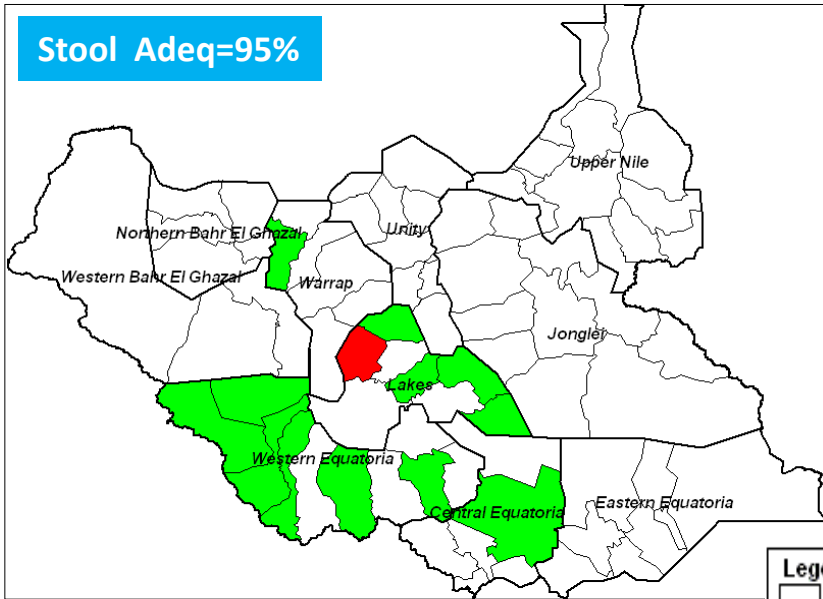 Stool Adeq=95%
Upper Nile
Northern Bahr El Ghazal
Unity
Western Bahr El Ghazal
Warrap
Jonglei
Lakes
Western Equatoria
Eastern Equatoria
Central Equatoria